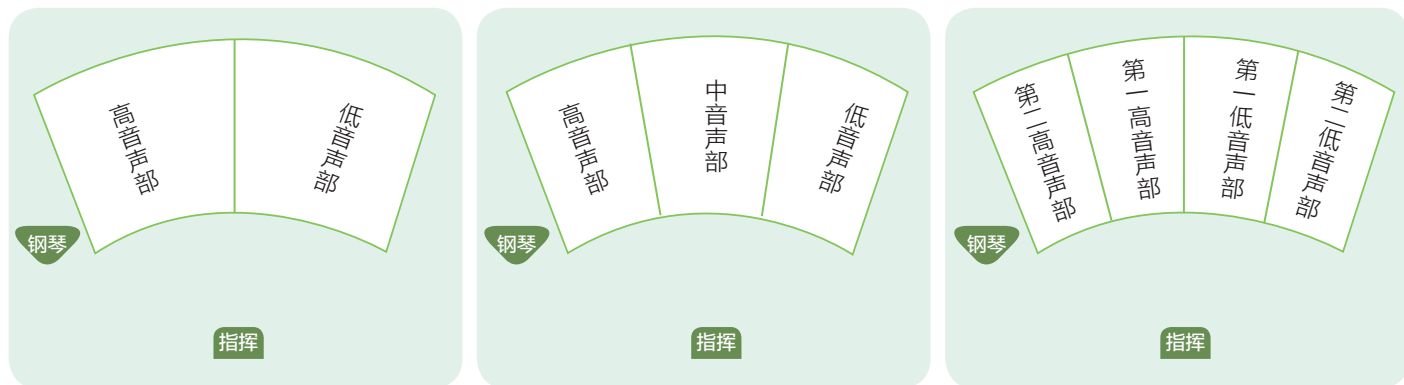 高音声部
低音声部
钢琴
指挥
高音声部
中音声部
低音声部
钢琴
指挥
第二高音声部
第一高音声部
第一低音声部
第二低音声部
钢琴
指挥